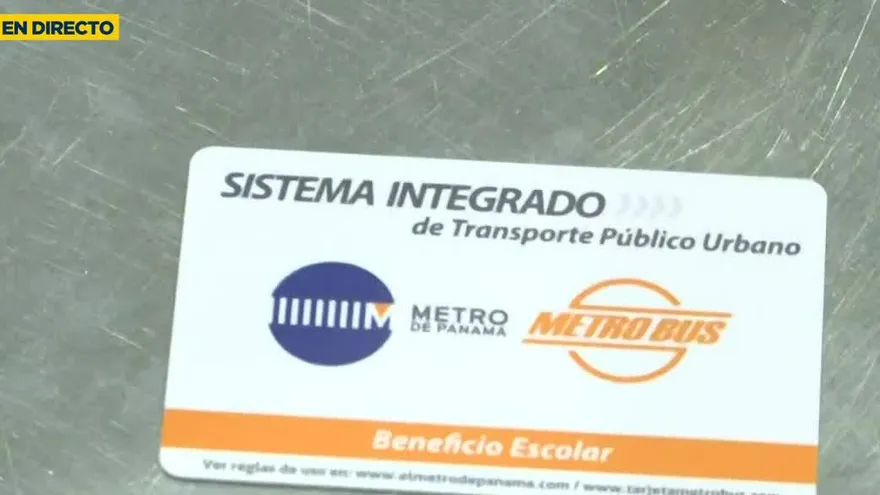 EN DIRECTO
SISTEMA INTEGRADO
de Transporte Público Urbano
METRO
DE PANAMÁ
METRO BUS
Beneficio Escolar
Ver reglas de uso en: www.elmetrodepanama.com / www.tarjetametrobus.com